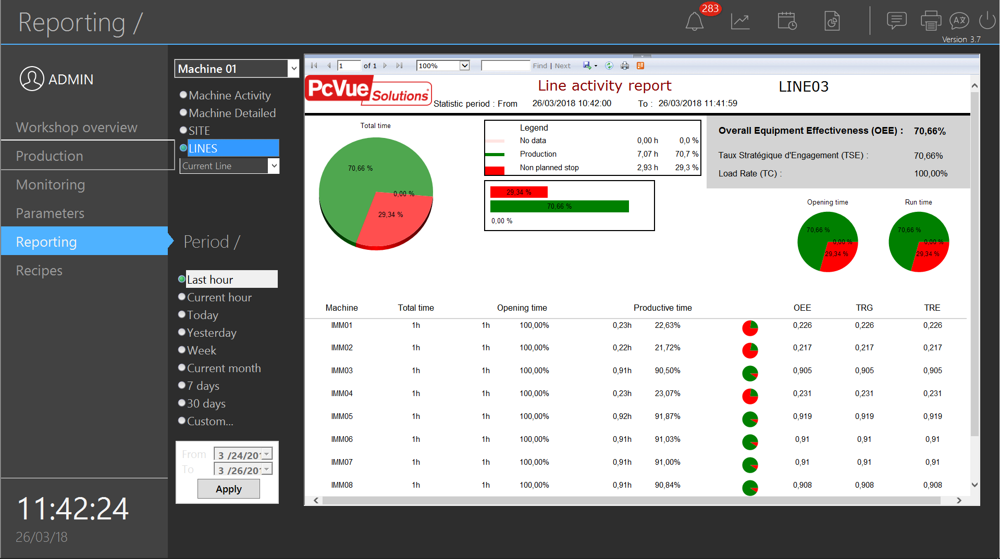 Reporting /
283
Version 3.7
ADMIN
Workshop overview
Production
Monitoring
Parameters
Reporting
Recipes
11:42:24
26/03/18
Machine 01
Machine Activity
Machine Detailed
SITE
LINES
Current Line
Period /
Last hour
Current hour
Today
Yesterday
Week
Current month
7 days
30 days
Custom...
From 3 /24/201
To 3 /26/201
Apply
1 of 1 100% Find | Next
PcVue Solutions
Line activity report LINE03
Statistic period : From 26/03/2018 10:42:00 To : 26/03/2018 11:41:59
Total time
70,66 %
0,00 %
29,34 %
Legend
No data 0,00 h 0,0 %
Production 7,07 h 70,7 %
Non planned stop 2,93 h 29,3 %
29,34 %
70,66 %
0,00 %
Overall Equipment Effectiveness (OEE) : 70,66%
Taux Stratégique d'Engagement (TSE) : 70,66%
Load Rate (TC) : 100,00%
Opening time
70,66 %
0,00 %
29,34 %
Run time
70,66 %
0,00 %
29,34 %
Machine Total time Opening time Productive time OEE TRG TRE
IMM01 1h 1h 100,00% 0,23h 22,63% 0,226 0,226 0,226
IMM02 1h 1h 100,00% 0,22h 21,72% 0,217 0,217 0,217
IMM03 1h 1h 100,00% 0,91h 90,50% 0,905 0,905 0,905
IMM04 1h 1h 100,00% 0,23h 23,07% 0,231 0,231 0,231
IMM05 1h 1h 100,00% 0,92h 91,87% 0,919 0,919 0,919
IMM06 1h 1h 100,00% 0,91h 91,03% 0,91 0,91 0,91
IMM07 1h 1h 100,00% 0,91h 91,00% 0,91 0,91 0,91
IMM08 1h 1h 100,00% 0,91h 90,84% 0,908 0,908 0,908